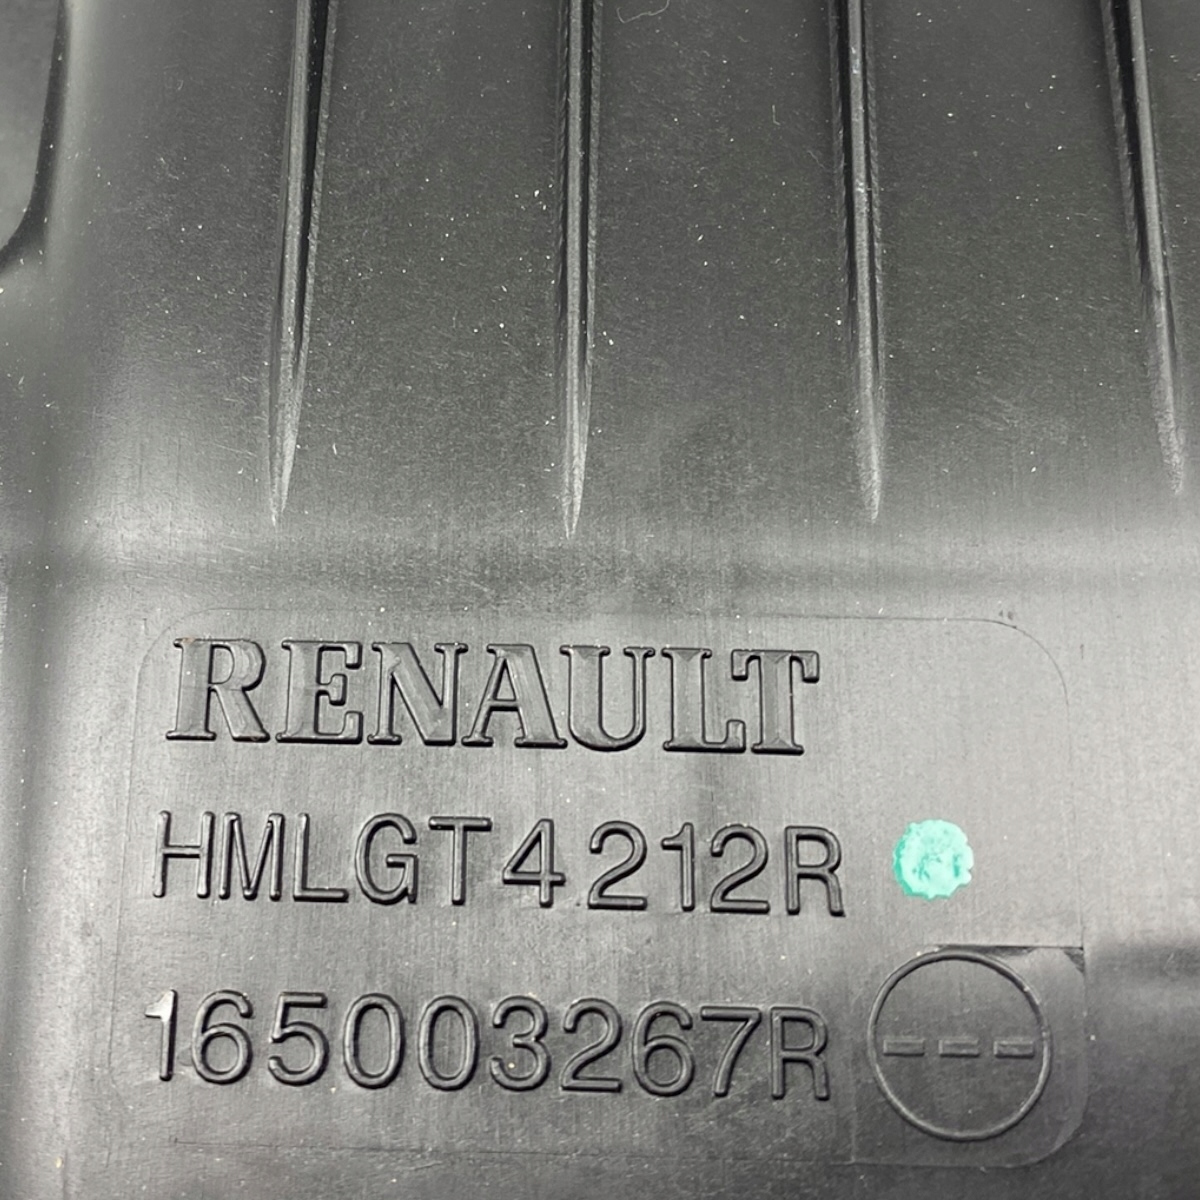 RENAULT
HMLGT4212R
165003267R
---